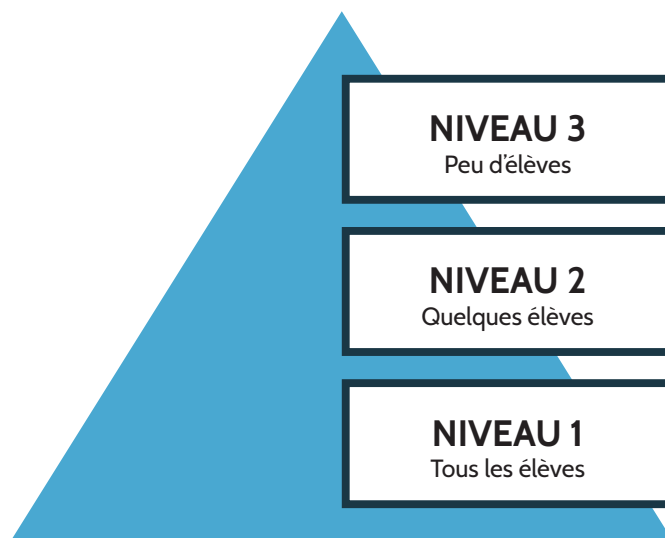 NIVEAU 3
Peu d'élèves
NIVEAU 2
Quelques élèves
NIVEAU 1
Tous les élèves